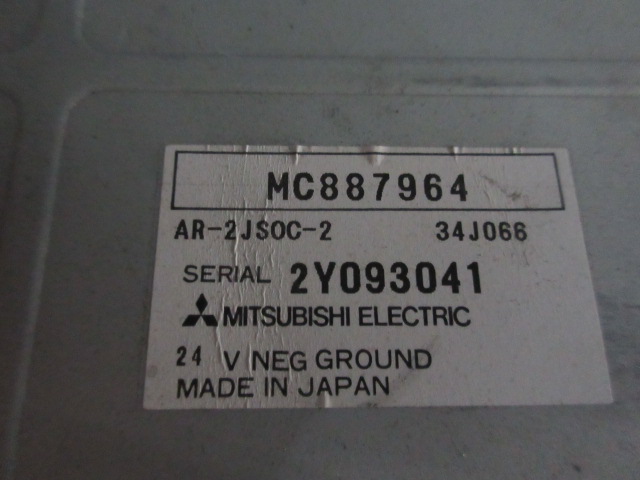 MC887964
AR-2JSOC-2 34J066
SERIAL 2Y093041
MITSUBISHI ELECTRIC
24 V NEG GROUND
MADE IN JAPAN